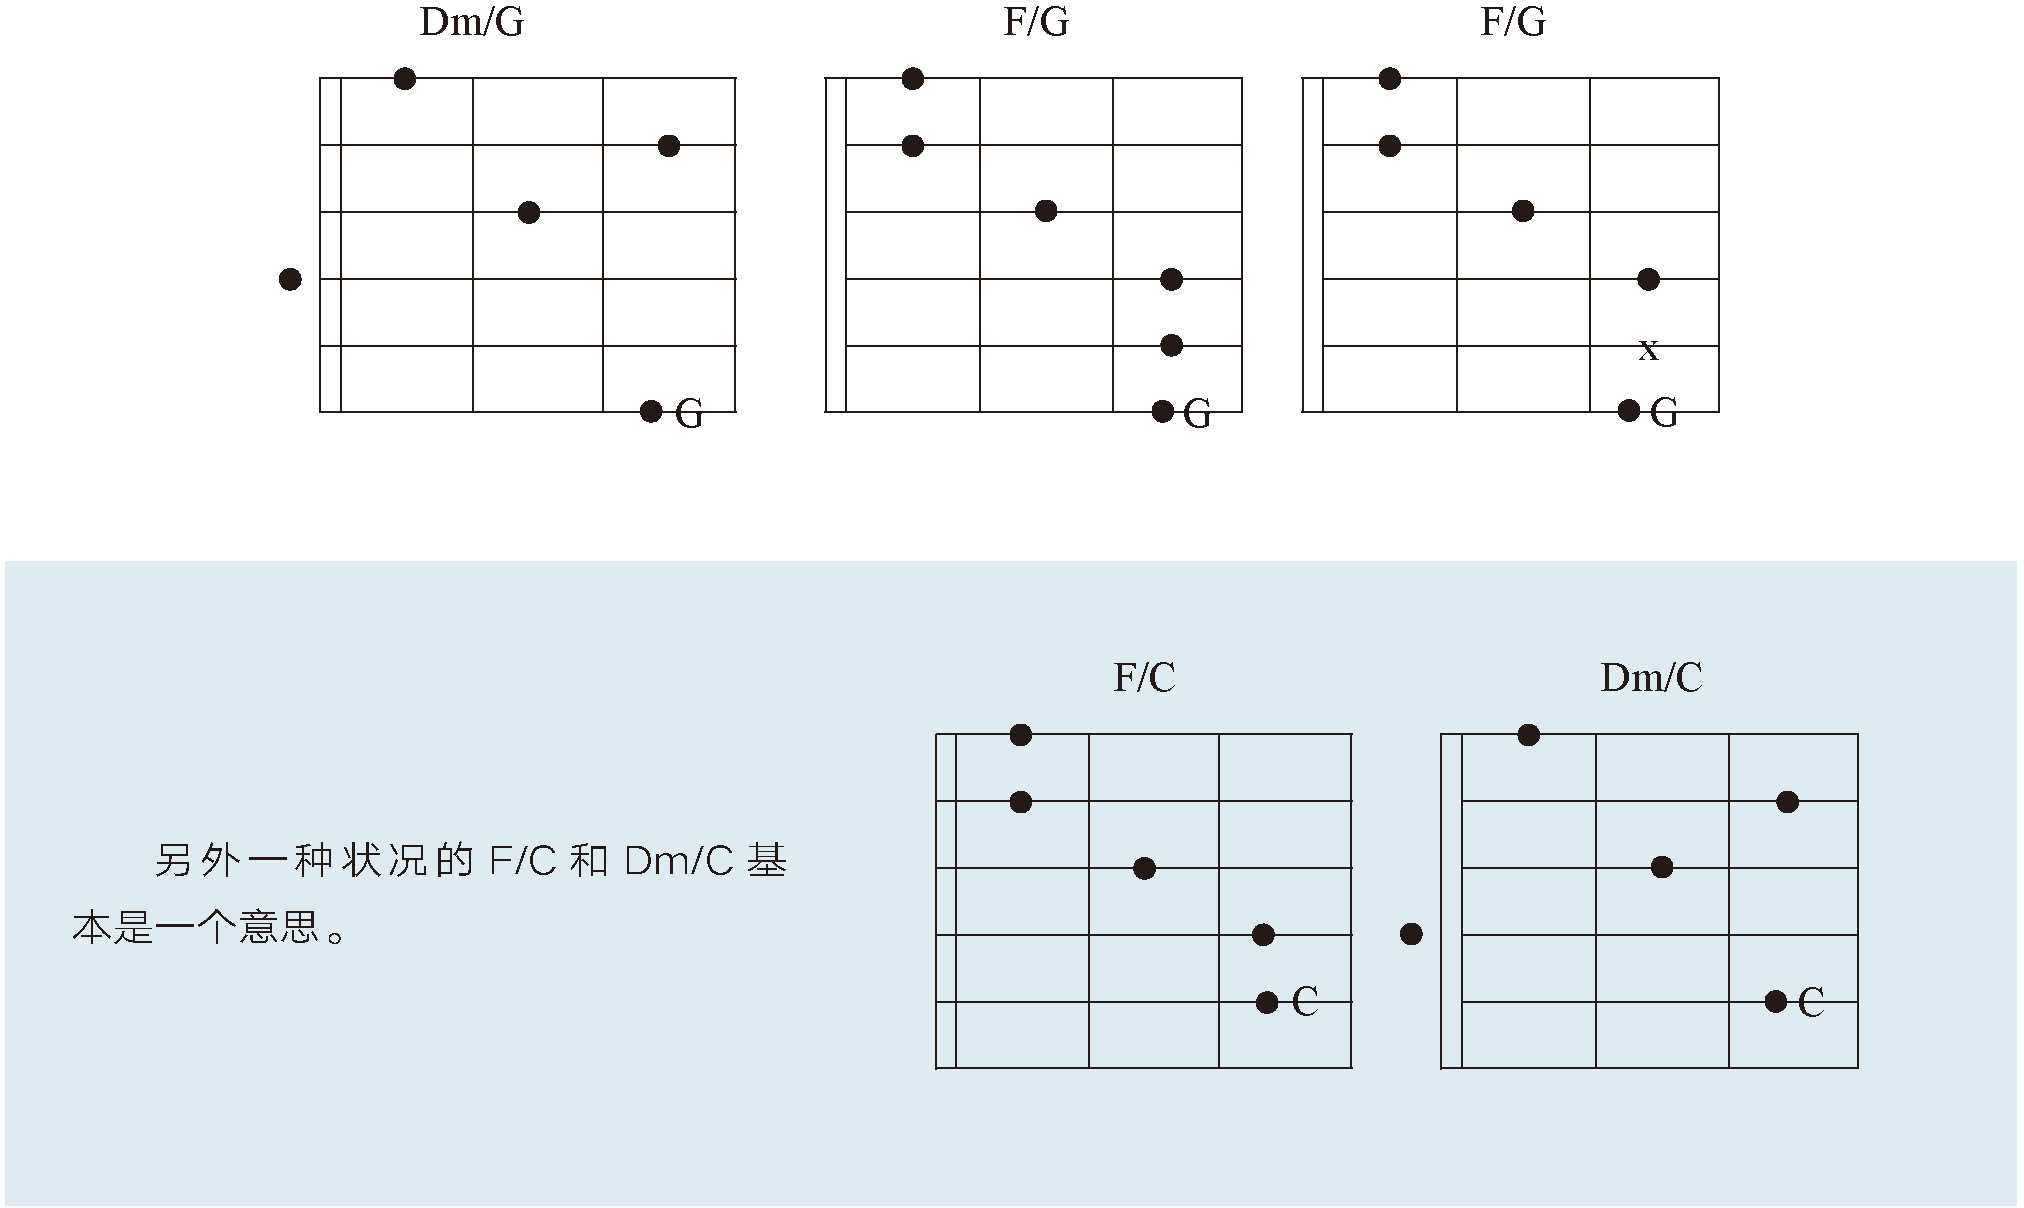 Dm/G
F/G
F/G
G
G
x
G
F/C
Dm/C
另外一种状况的 F/C 和 Dm/C 基
本是一个意思。
C
C